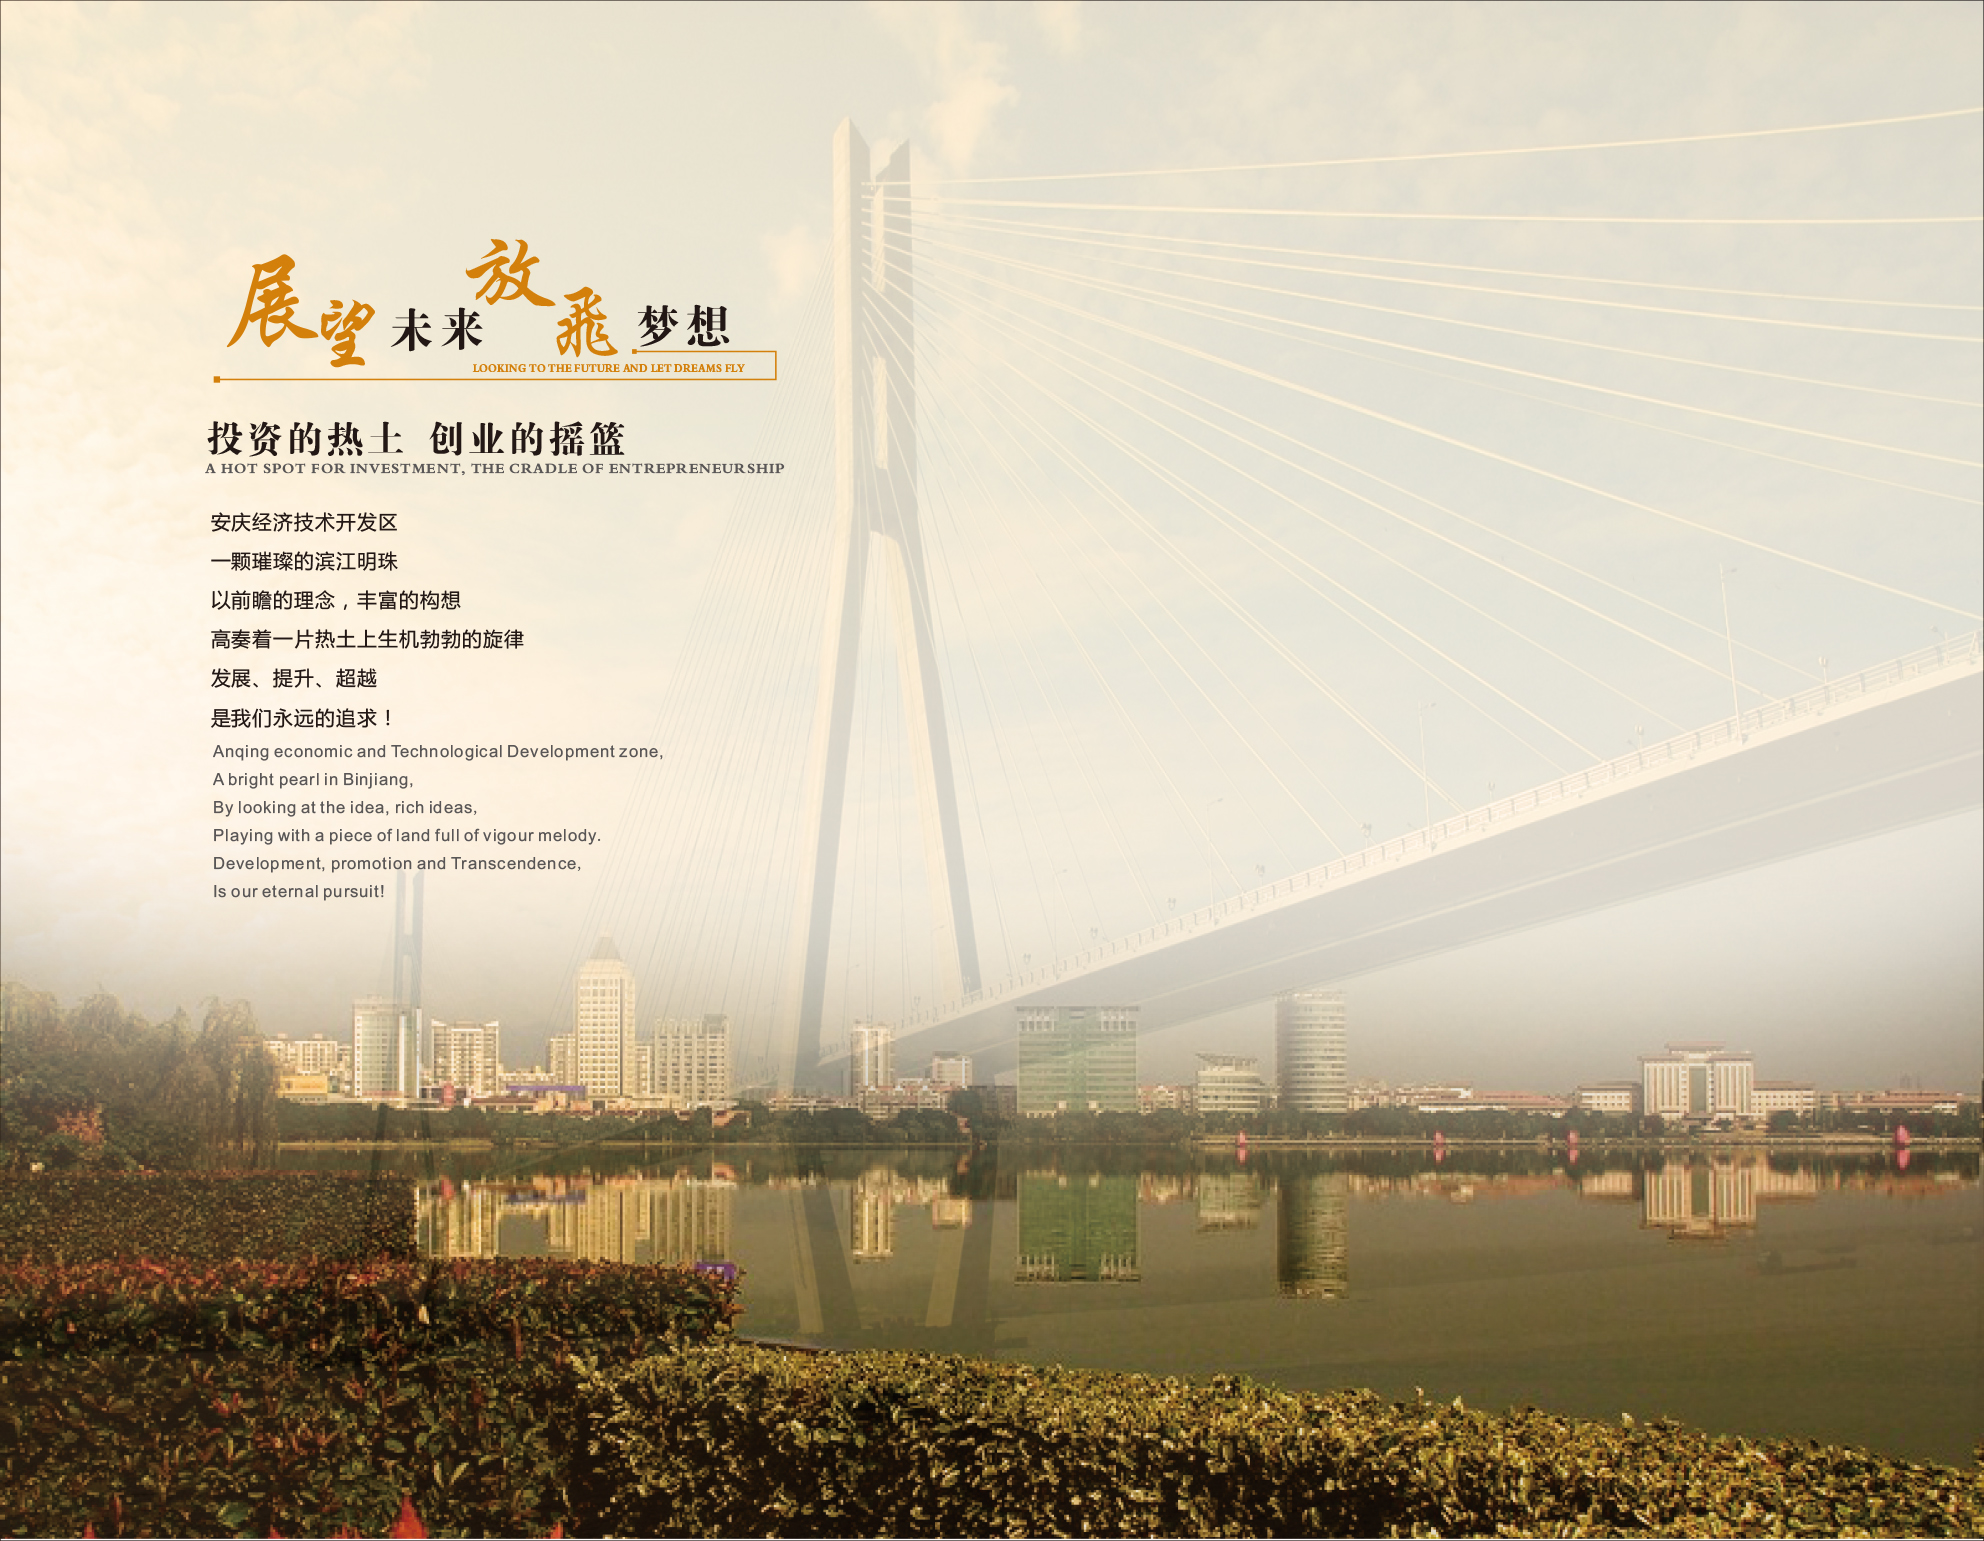 展望未来 放飛梦想
LOOKING TO THE FUTURE AND LET DREAMS FLY
投资的热土 创业的摇篮
A HOT SPOT FOR INVESTMENT, THE CRADLE OF ENTREPRENEURSHIP
安庆经济技术开发区
一颗璀璨的滨江明珠
以前瞻的理念，丰富的构想
高奏着一片热土上生机勃勃的旋律
发展、提升、超越
是我们永远的追求！
Anqing economic and Technological Development zone,
A bright pearl in Binjiang,
By looking at the idea, rich ideas,
Playing with a piece of land full of vigour melody.
Development, promotion and Transcendence,
Is our eternal pursuit!